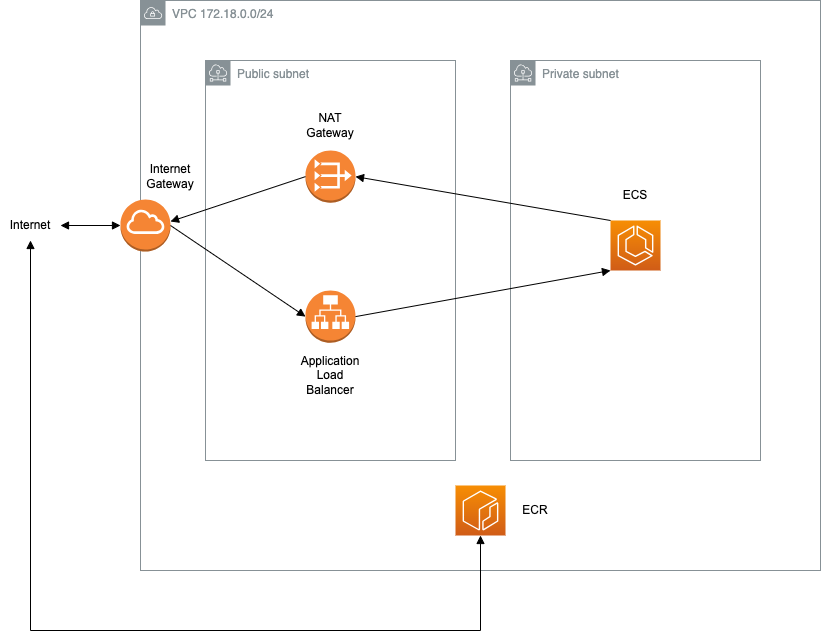 VPC 172.18.0.0/24
Public subnet
Private subnet
NAT
Gateway
Internet
Gateway
ECS
Internet
Application
Load
Balancer
ECR